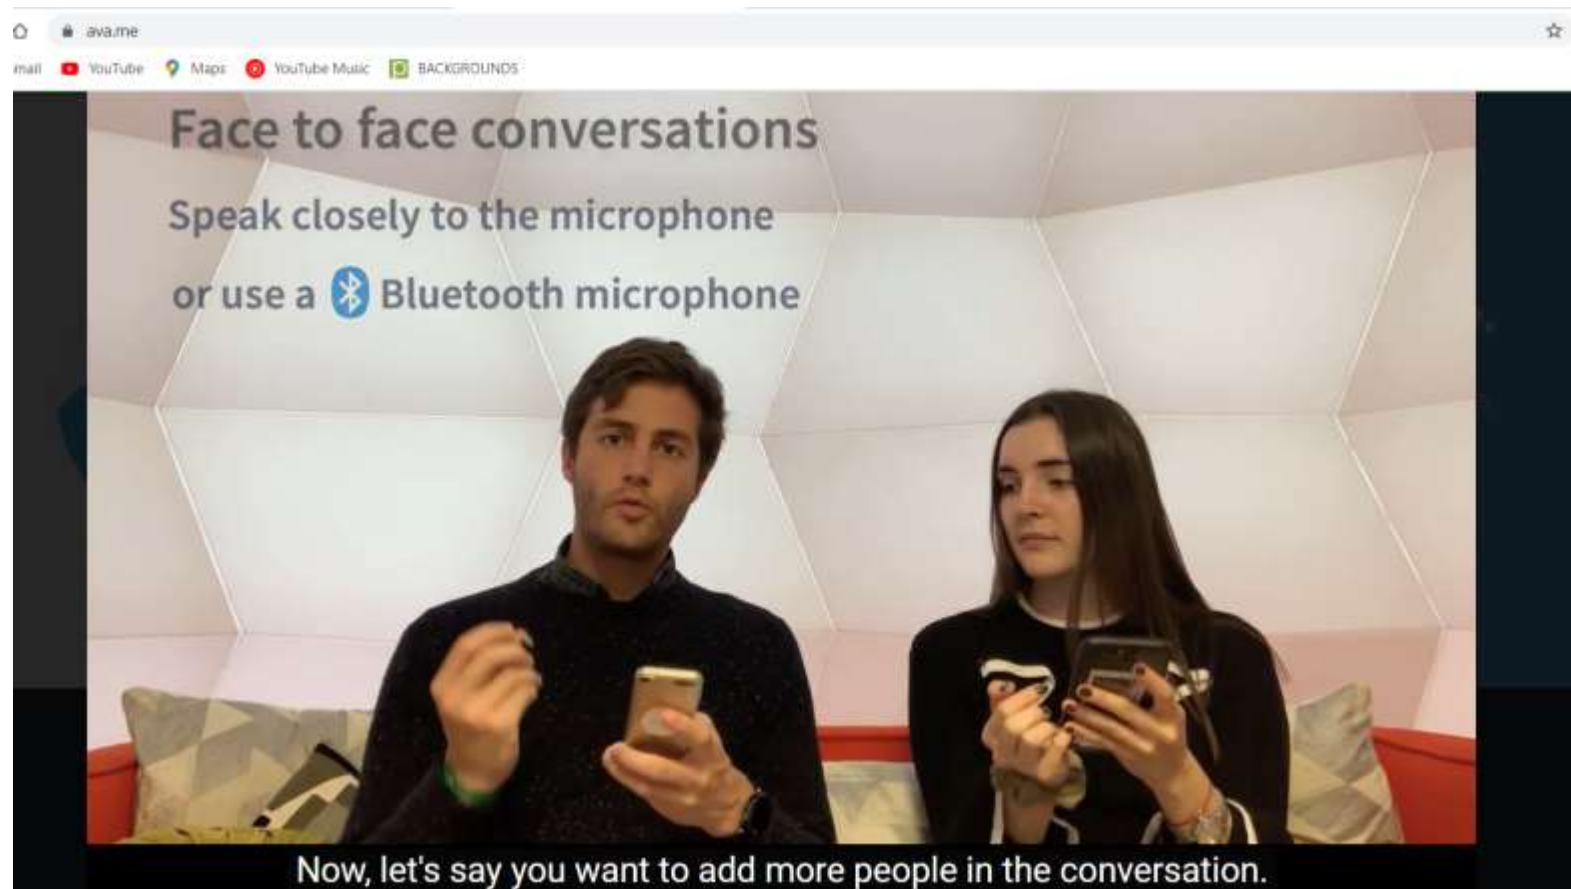 ava.me
mail YouTube Maps YouTube Music BACKGROUNDS
Face to face conversations
Speak closely to the microphone
or use a Bluetooth microphone
Now, let's say you want to add more people in the conversation.